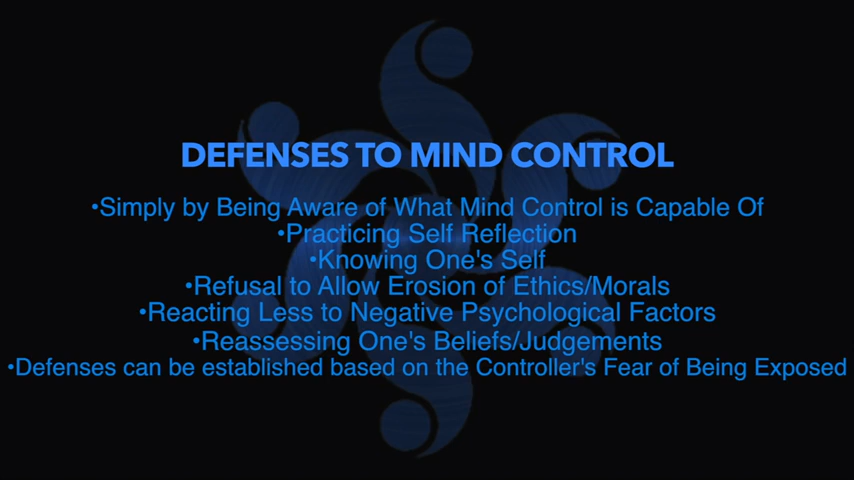 DEFENSES TO MIND CONTROL
•Simply by Being Aware of What Mind Control is Capable Of
•Practicing Self Reflection
•Knowing One's Self
•Refusal to Allow Erosion of Ethics/Morals
•Reacting Less to Negative Psychological Factors
•Reassessing One's Beliefs/Judgements
•Defenses can be established based on the Controller's Fear of Being Exposed